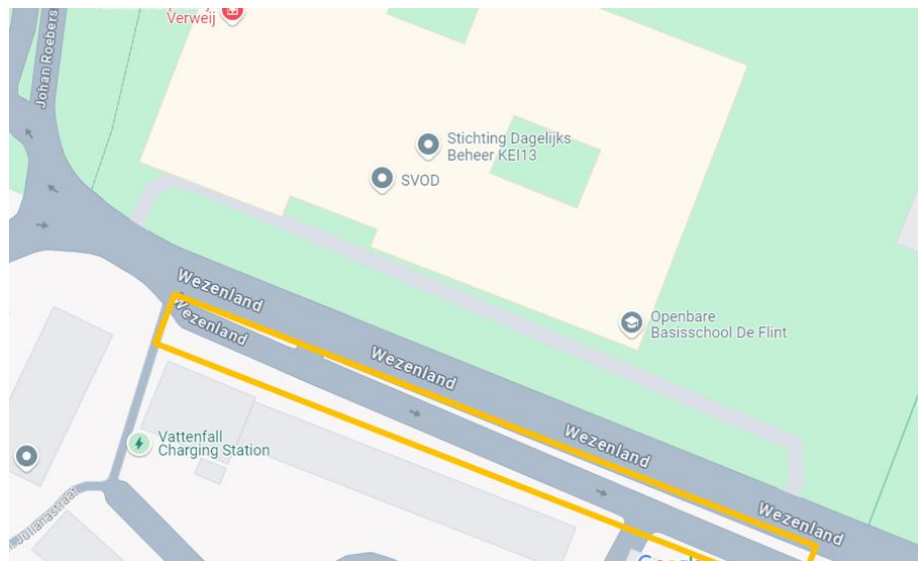 Verweij
Johan Roebers
Stichting Dagelijks
Beheer KEI13
SVOD
Wezenland
Wezenland
Openbare
Basisschool De Flint
Wezenland
Vattenfall
Charging Station
Wezenland
Wezenland
Julianastraat